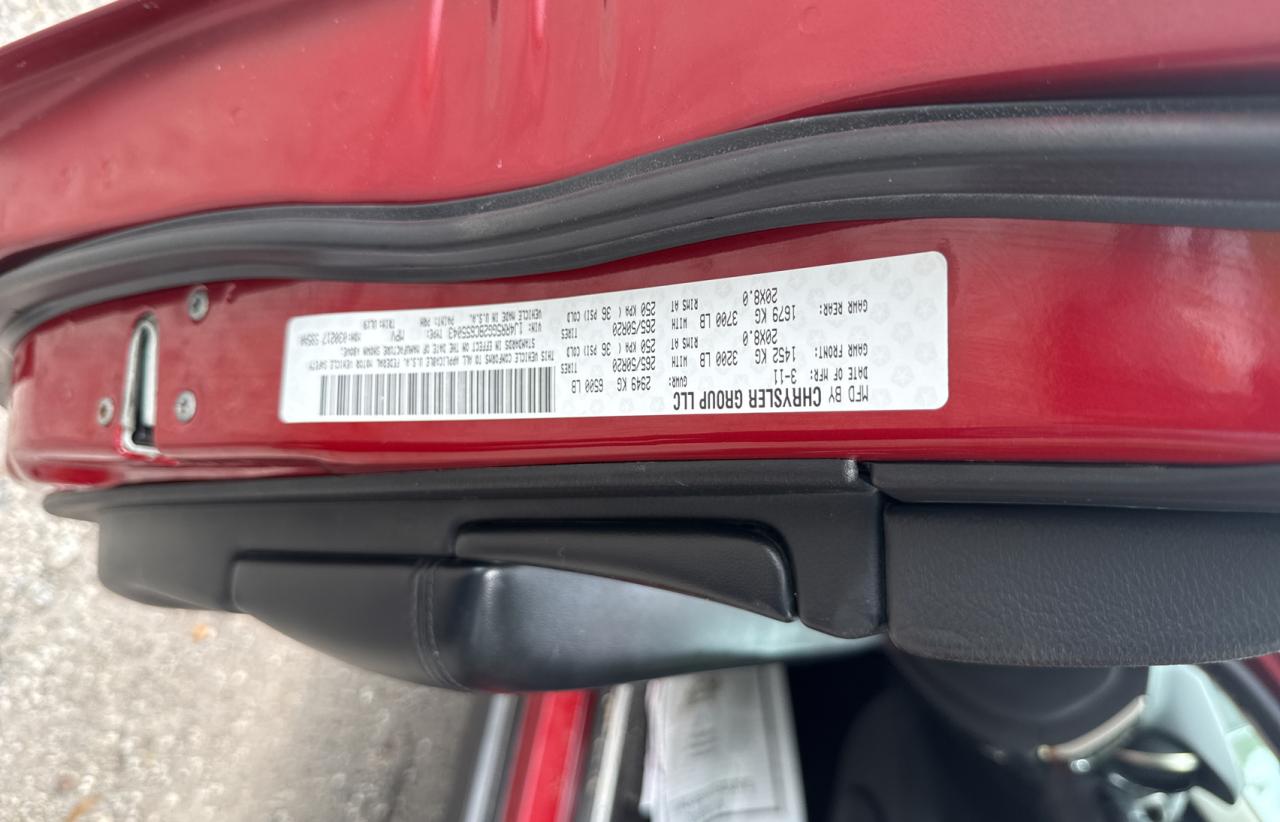 MFD BY CHRYSLER GROUP LLC
DATE OF MFR: 3-11 GVWR: 2949 KG 6500 LB
GAWR FRONT: 1452 KG 3200 LB WITH TIRES 265/50R20
20X8.0 RIMS AT 250 KPA ( 36 PSI) COLD
GAWR REAR: 1679 KG 3700 LB WITH TIRES 265/50R20
20X8.0 RIMS AT 250 KPA ( 36 PSI) COLD
THIS VEHICLE CONFORMS TO ALL APPLICABLE U.S.A. FEDERAL MOTOR VEHICLE SAFETY
STANDARDS IN EFFECT ON THE DATE OF MANUFACTURE SHOWN ABOVE.
VIN: TYPE: MPV
VEHICLE MADE IN U.S.A. PAINT: PRM TRIM: